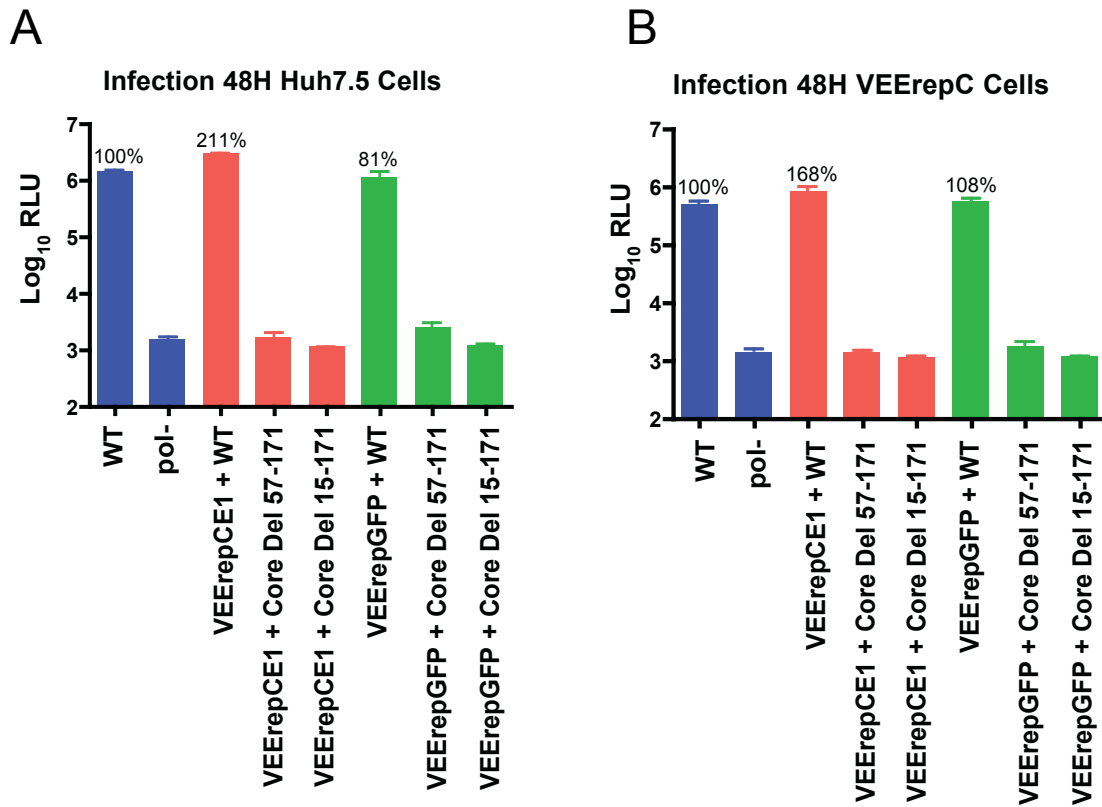 A
Infection 48H Huh7.5 Cells
Log10 RLU
7
6
5
4
3
2
100%
211%
81%
WT
pol-
VEErepCE1 + WT
VEErepCE1 + Core Del 57-171
VEErepCE1 + Core Del 15-171
VEErepGFP + WT
VEErepGFP + Core Del 57-171
VEErepGFP + Core Del 15-171
B
Infection 48H VEErepC Cells
Log10 RLU
7
6
5
4
3
2
100%
168%
108%
WT
pol-
VEErepCE1 + WT
VEErepCE1 + Core Del 57-171
VEErepCE1 + Core Del 15-171
VEErepGFP + WT
VEErepGFP + Core Del 57-171
VEErepGFP + Core Del 15-171